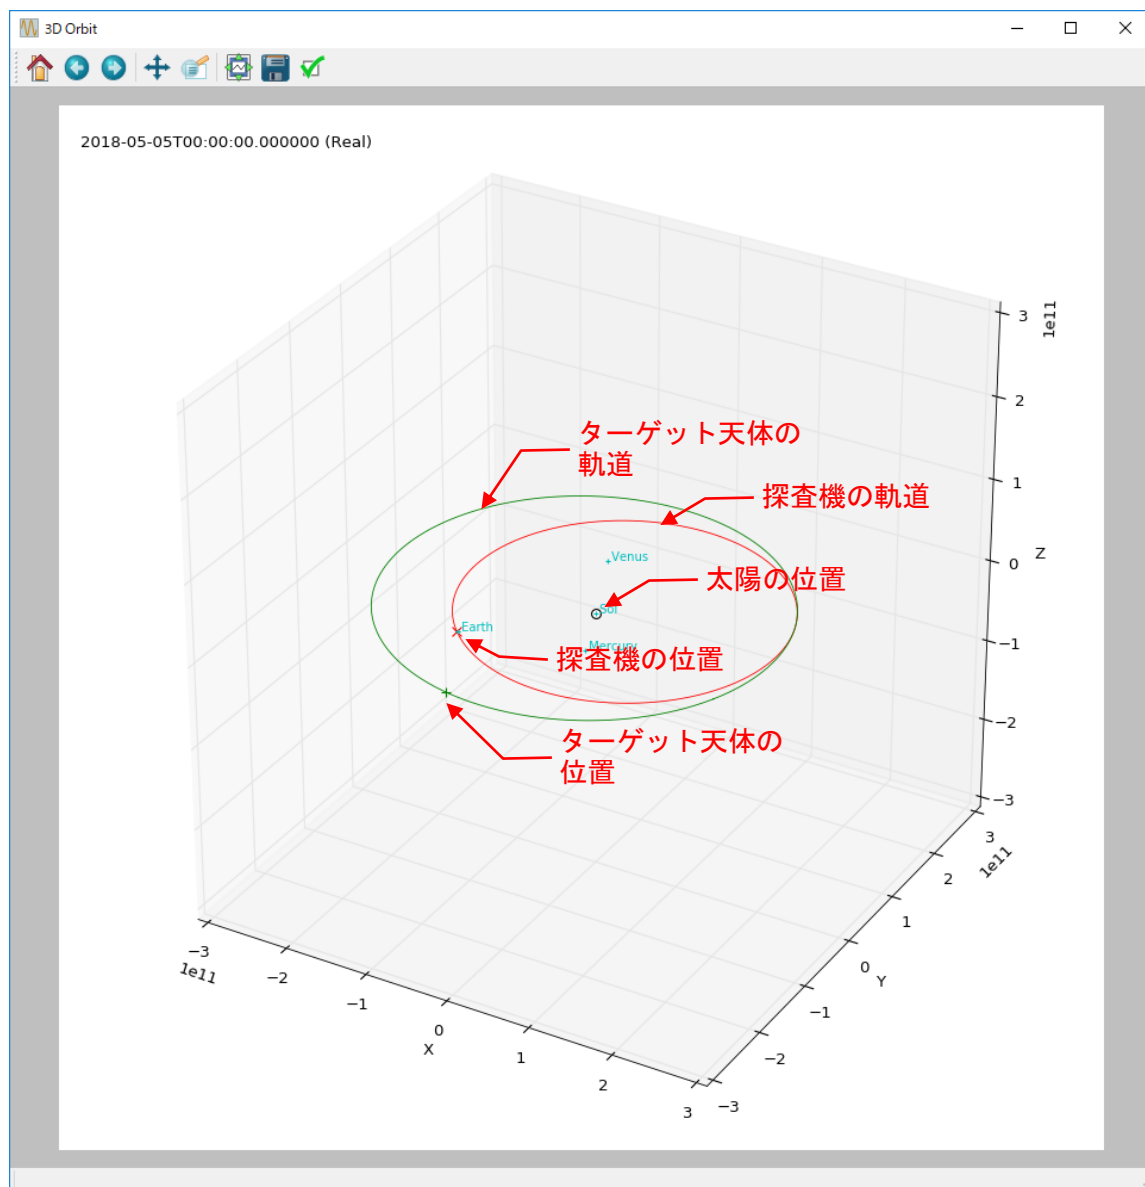 3D Orbit
2018-05-05T00:00:00.000000 (Real)
3
1e11
2
ターゲット天体の
軌道
1
探査機の軌道
0
Z
Venus
太陽の位置
Sol
Earth
Mercury
−1
探査機の位置
−2
ターゲット天体の
位置
−3
3
1e11
2
1
0
Y
−1
−2
−3
−3
1e11
−2
−1
0
X
1
2
3